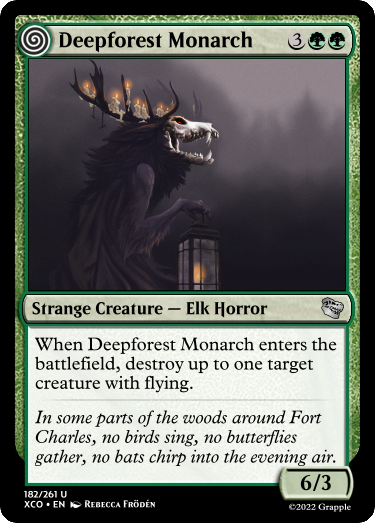 Deepforest Monarch 3
Strange Creature — Elk Horror
When Deepforest Monarch enters the
battlefield, destroy up to one target
creature with flying.
In some parts of the woods around Fort
Charles, no birds sing, no butterflies
gather, no bats chirp into the evening air.
6/3
182/261 U
XCO • EN Rebecca Frödén
©2022 Grapple